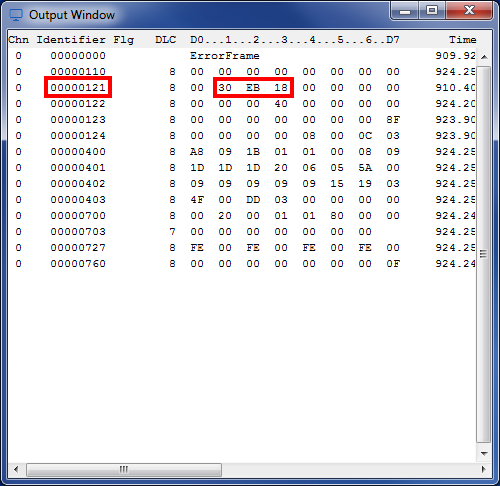 Output Window
Chn Identifier Flg DLC D0...1...2...3...4...5...6..D7 Time
0 00000000 ErrorFrame 909.92
0 00000110 8 00 00 00 00 00 00 00 924.25
0 00000121 8 00 30 EB 18 00 00 00 00 910.40
0 00000122 8 00 00 00 40 00 00 00 00 924.20
0 00000123 8 00 00 00 00 00 00 00 8F 923.90
0 00000124 8 00 00 00 00 08 00 0C 03 923.90
0 00000400 8 A8 09 1B 01 01 00 08 09 924.25
0 00000401 8 1D 1D 1D 20 06 05 5A 00 924.25
0 00000402 8 09 09 09 09 09 15 19 03 924.25
0 00000403 8 4F 00 DD 03 00 00 00 00 924.25
0 00000700 8 00 20 00 01 01 80 00 00 924.24
0 00000703 7 00 00 00 00 00 00 00 924.25
0 00000727 8 FE 00 FE 00 FE 00 FE 00 924.25
0 00000760 8 00 00 00 00 00 00 00 0F 924.24